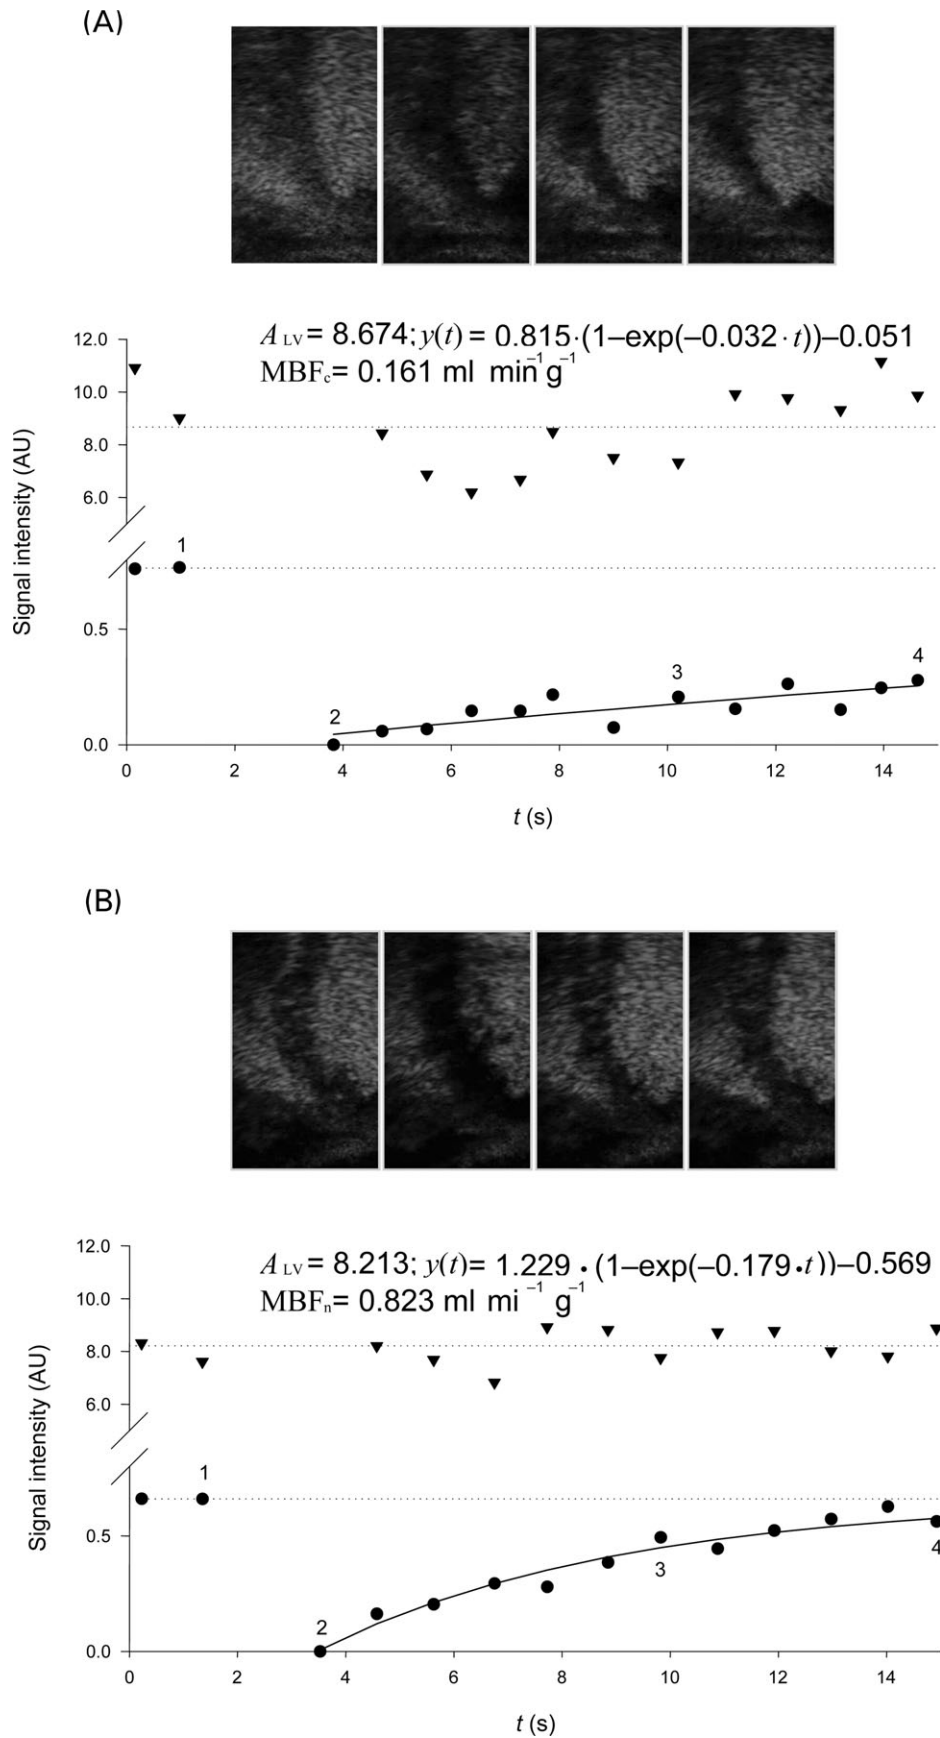 (A)
A LV = 8.674; y(t) = 0.815·(1–exp(–0.032 · t))–0.051
MBFc = 0.161 ml min–1 g–1
12.0
10.0
8.0
6.0
Signal intensity (AU)
1
0.5
3
4
2
0.0
0 2 4 6 8 10 12 14
t (s)
(B)
A LV = 8.213; y(t) = 1.229 • (1–exp(–0.179 •t))–0.569
MBFn = 0.823 ml mi –1 g–1
12.0
10.0
8.0
6.0
Signal intensity (AU)
1
0.5
3
4
2
0.0
0 2 4 6 8 10 12 14
t (s)